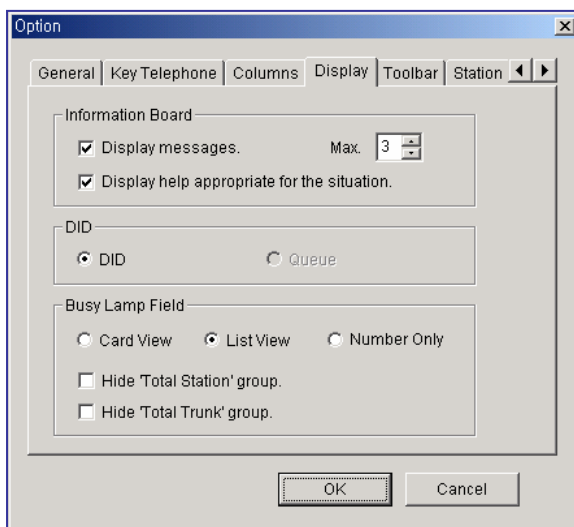 Option
General Key Telephone Columns Display Toolbar Station
Information Board
Display messages. Max. 3
Display help appropriate for the situation.
DID
DID Queue
Busy Lamp Field
Card View List View Number Only
Hide 'Total Station' group.
Hide 'Total Trunk' group.
OK Cancel